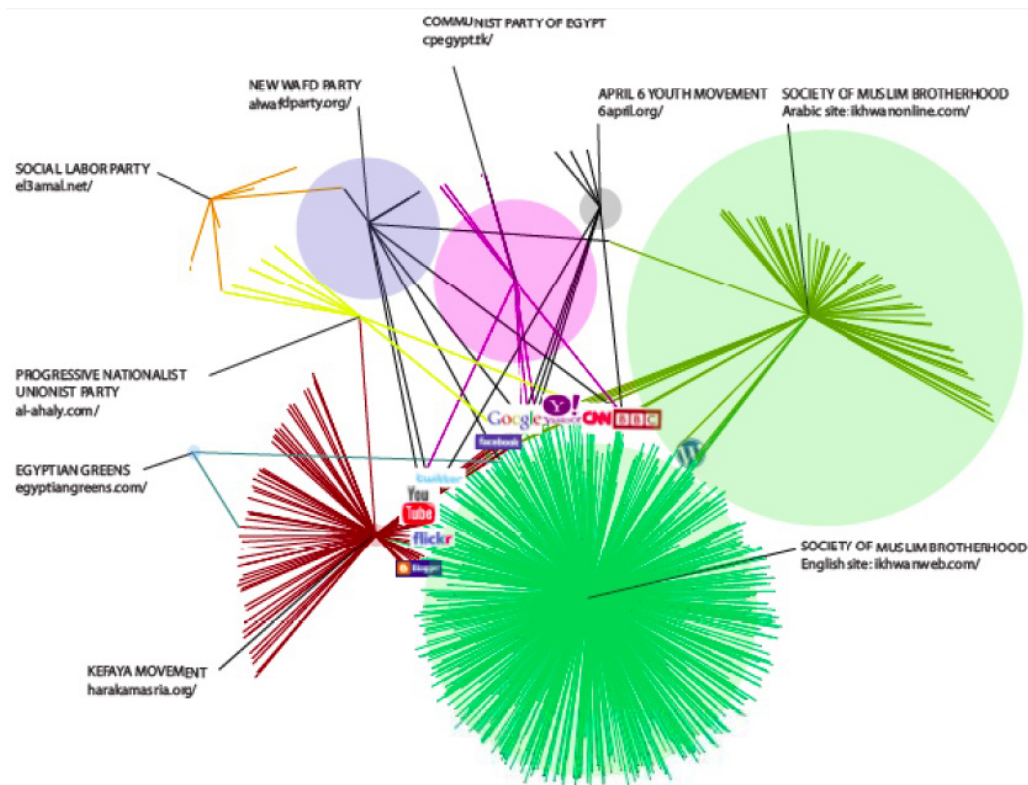 COMMUNIST PARTY OF EGYPT
cpegypt.tk/
NEW WAFD PARTY
alwafdparty.org/
APRIL 6 YOUTH MOVEMENT
6april.org/
SOCIETY OF MUSLIM BROTHERHOOD
Arabic site: ikhwanonline.com/
SOCIAL LABOR PARTY
el3amal.net/
PROGRESSIVE NATIONALIST
UNIONIST PARTY
al-ahaly.com/
Google
Y!
YAHOO!
CNN
BBC
facebook
EGYPTIAN GREENS
egyptiangreens.com/
twitter
You
Tube
flickr
Blogger
SOCIETY OF MUSLIM BROTHERHOOD
English site: ikhwanweb.com/
KEFAYA MOVEMENT
harakamasria.org/